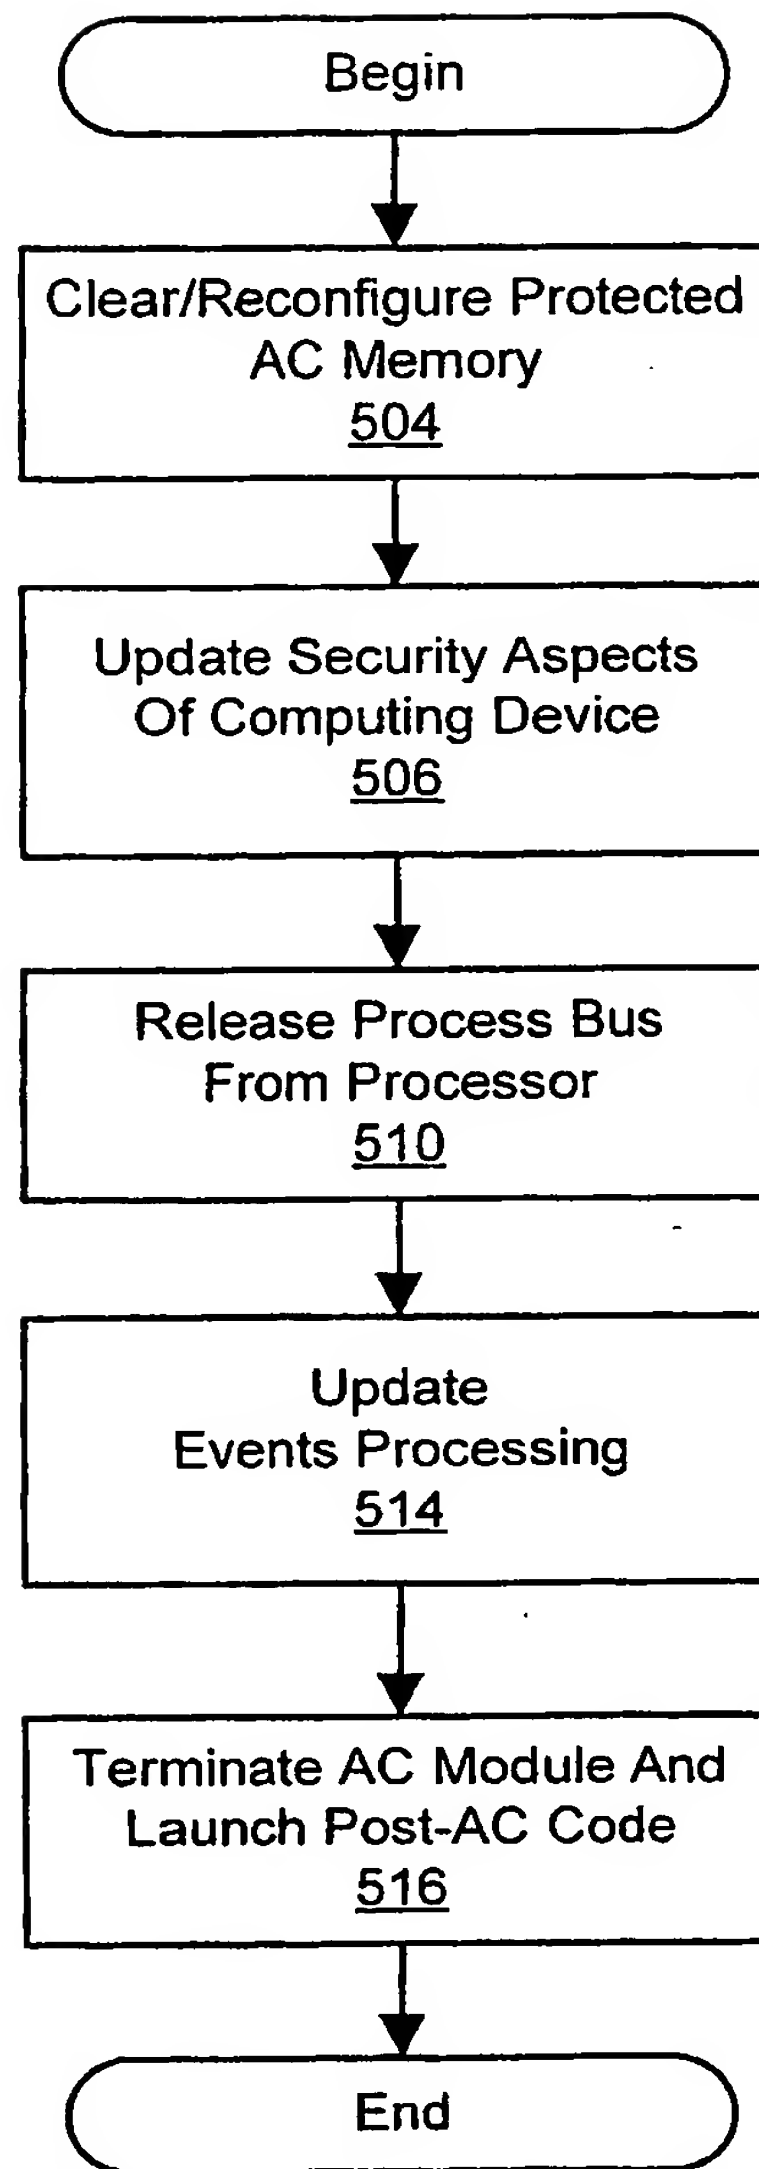 Begin
Clear/Reconfigure Protected
AC Memory
504
Update Security Aspects
Of Computing Device
506
Release Process Bus
From Processor
510
Update
Events Processing
514
Terminate AC Module And
Launch Post-AC Code
516
End